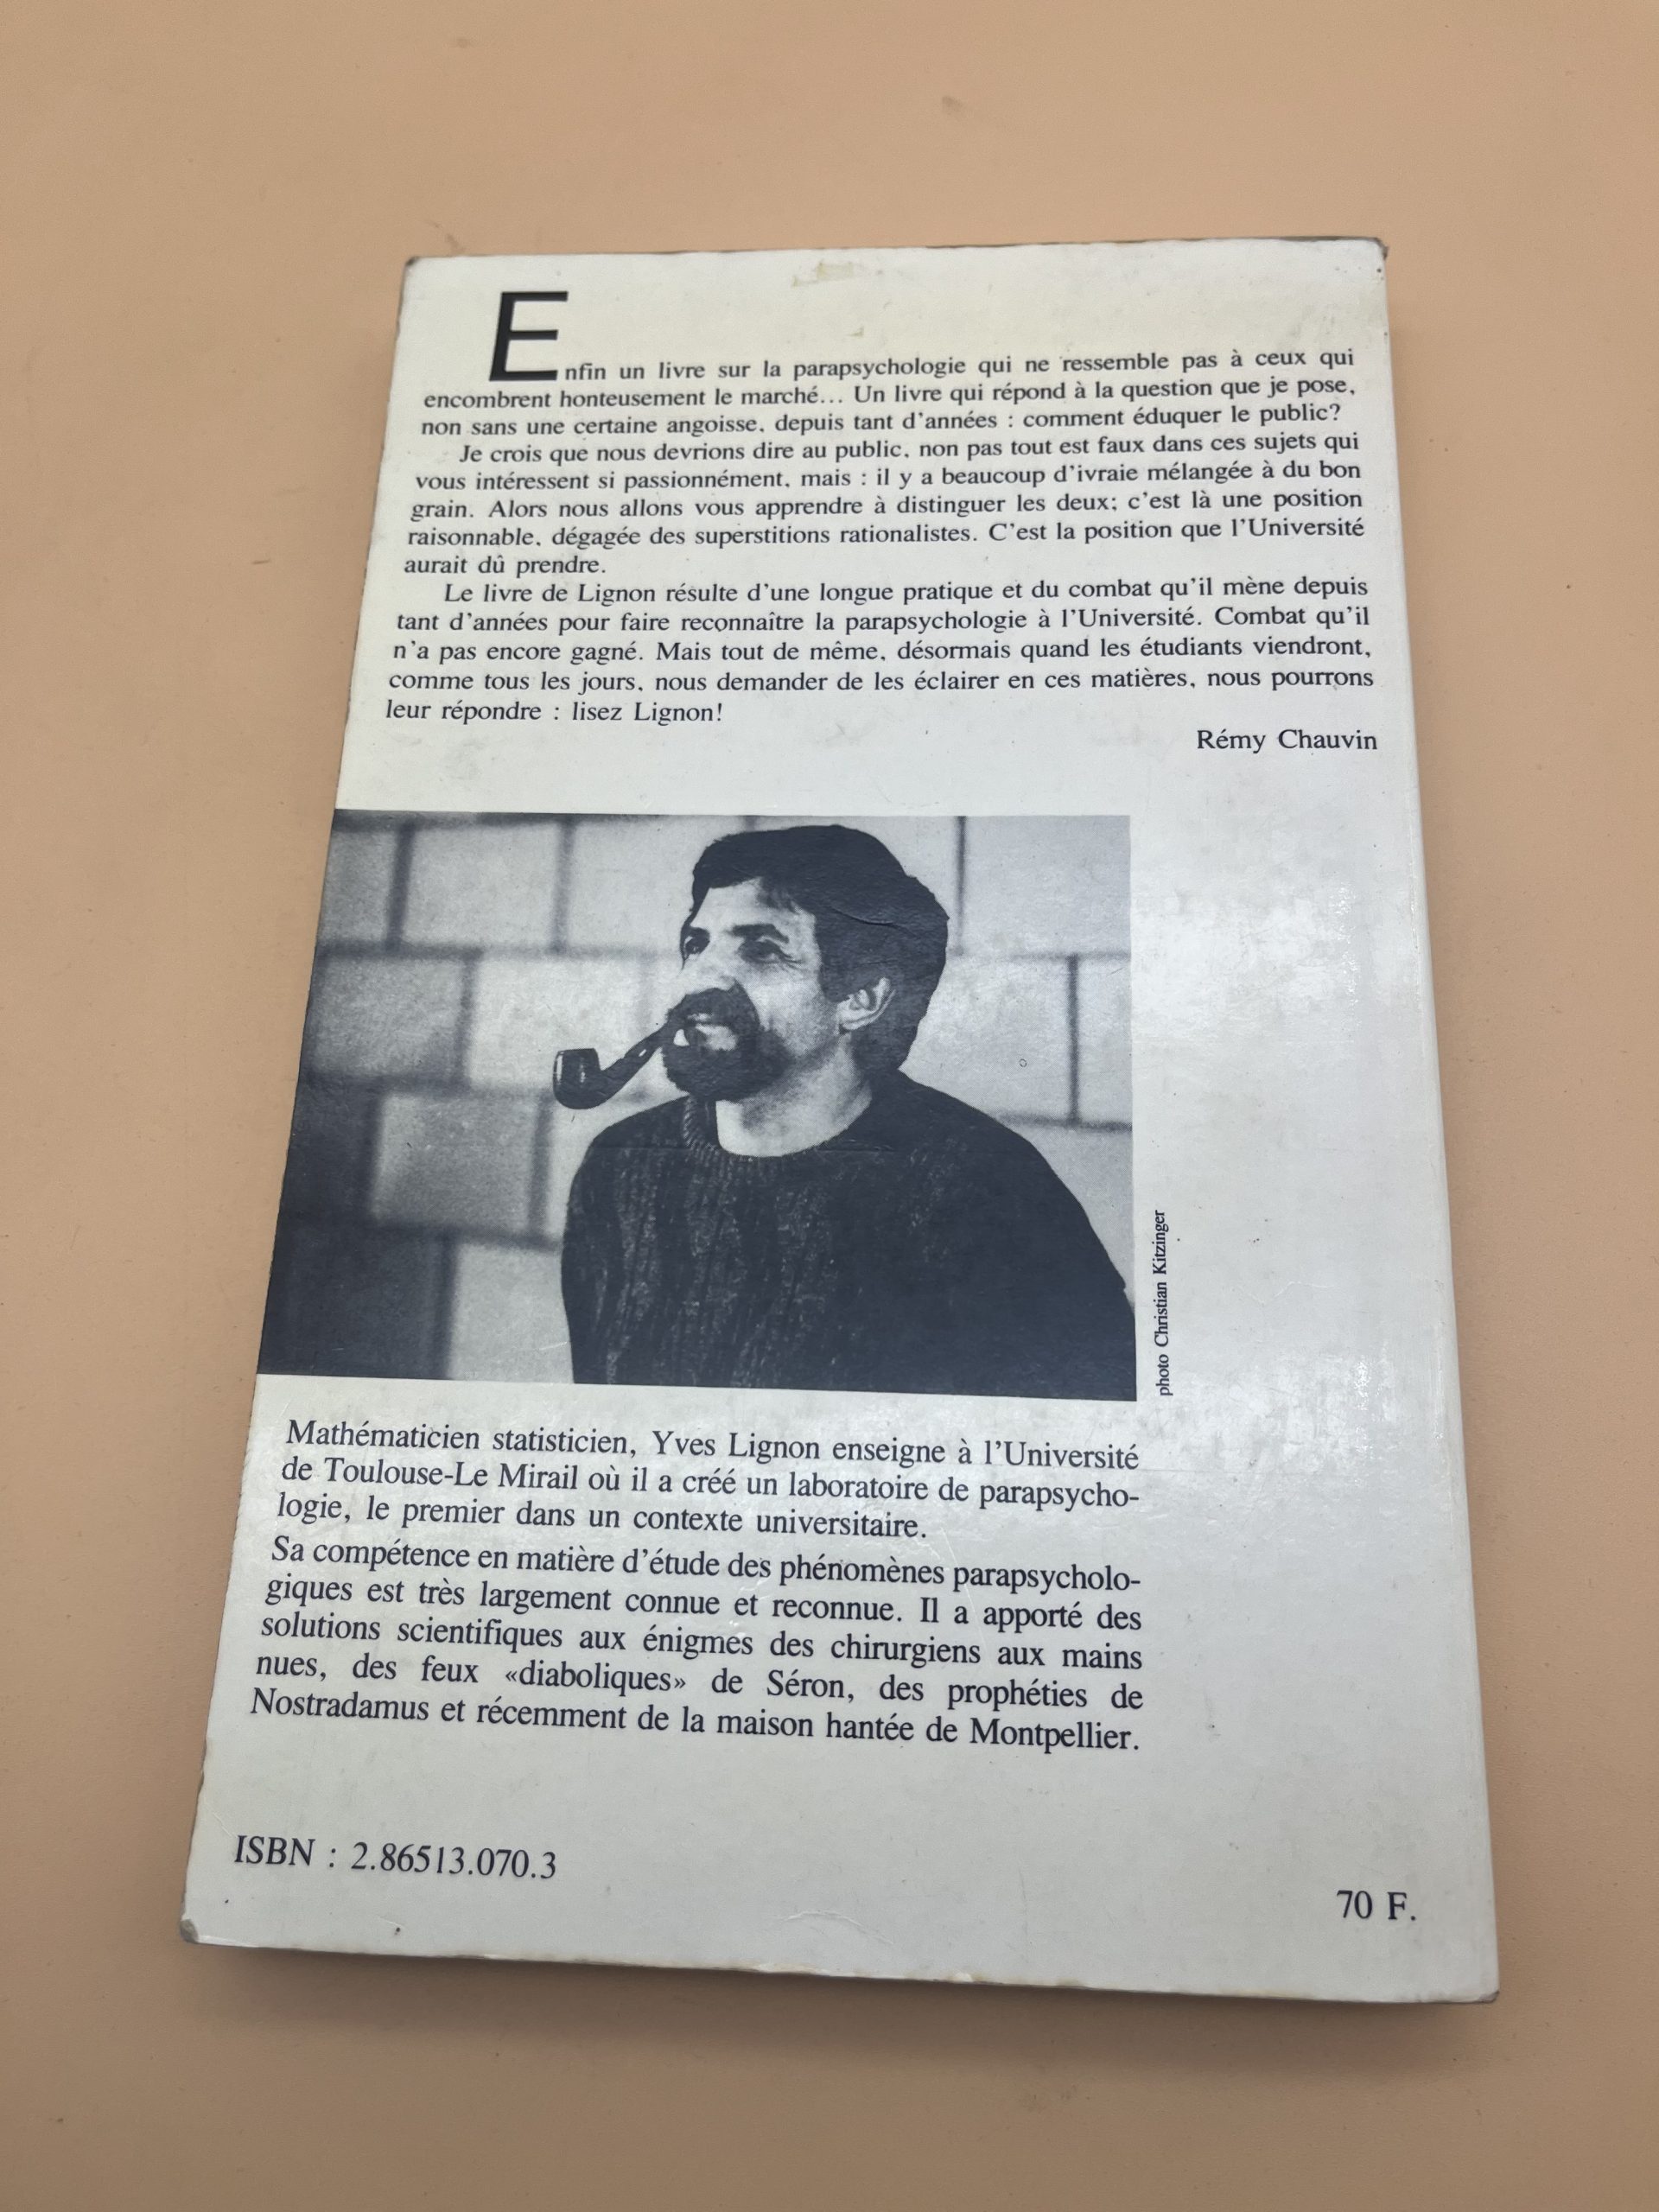 Enfin un livre sur la parapsychologie qui ne ressemble pas à ceux qui
encombrent honteusement le marché... Un livre qui répond à la question que je pose,
non sans une certaine angoisse, depuis tant d'années : comment éduquer le public?
Je crois que nous devrions dire au public, non pas tout est faux dans ces sujets qui
vous intéressent si passionnément, mais : il y a beaucoup d'ivraie mélangée à du bon
grain. Alors nous allons vous apprendre à distinguer les deux; c'est là une position
raisonnable, dégagée des superstitions rationalistes. C'est la position que l'Université
aurait dû prendre.
Le livre de Lignon résulte d'une longue pratique et du combat qu'il mène depuis
tant d'années pour faire reconnaître la parapsychologie à l'Université. Combat qu'il
n'a pas encore gagné. Mais tout de même, désormais quand les étudiants viendront,
comme tous les jours, nous demander de les éclairer en ces matières, nous pourrons
leur répondre : lisez Lignon!
Rémy Chauvin
photo Christian Kitzinger
Mathématicien statisticien, Yves Lignon enseigne à l'Université
de Toulouse-Le Mirail où il a créé un laboratoire de parapsycho-
logie, le premier dans un contexte universitaire.
Sa compétence en matière d'étude des phénomènes parapsycholo-
giques est très largement connue et reconnue. Il a apporté des
solutions scientifiques aux énigmes des chirurgiens aux mains
nues, des feux «diaboliques» de Séron, des prophéties de
Nostradamus et récemment de la maison hantée de Montpellier.
ISBN : 2.86513.070.3
70 F.